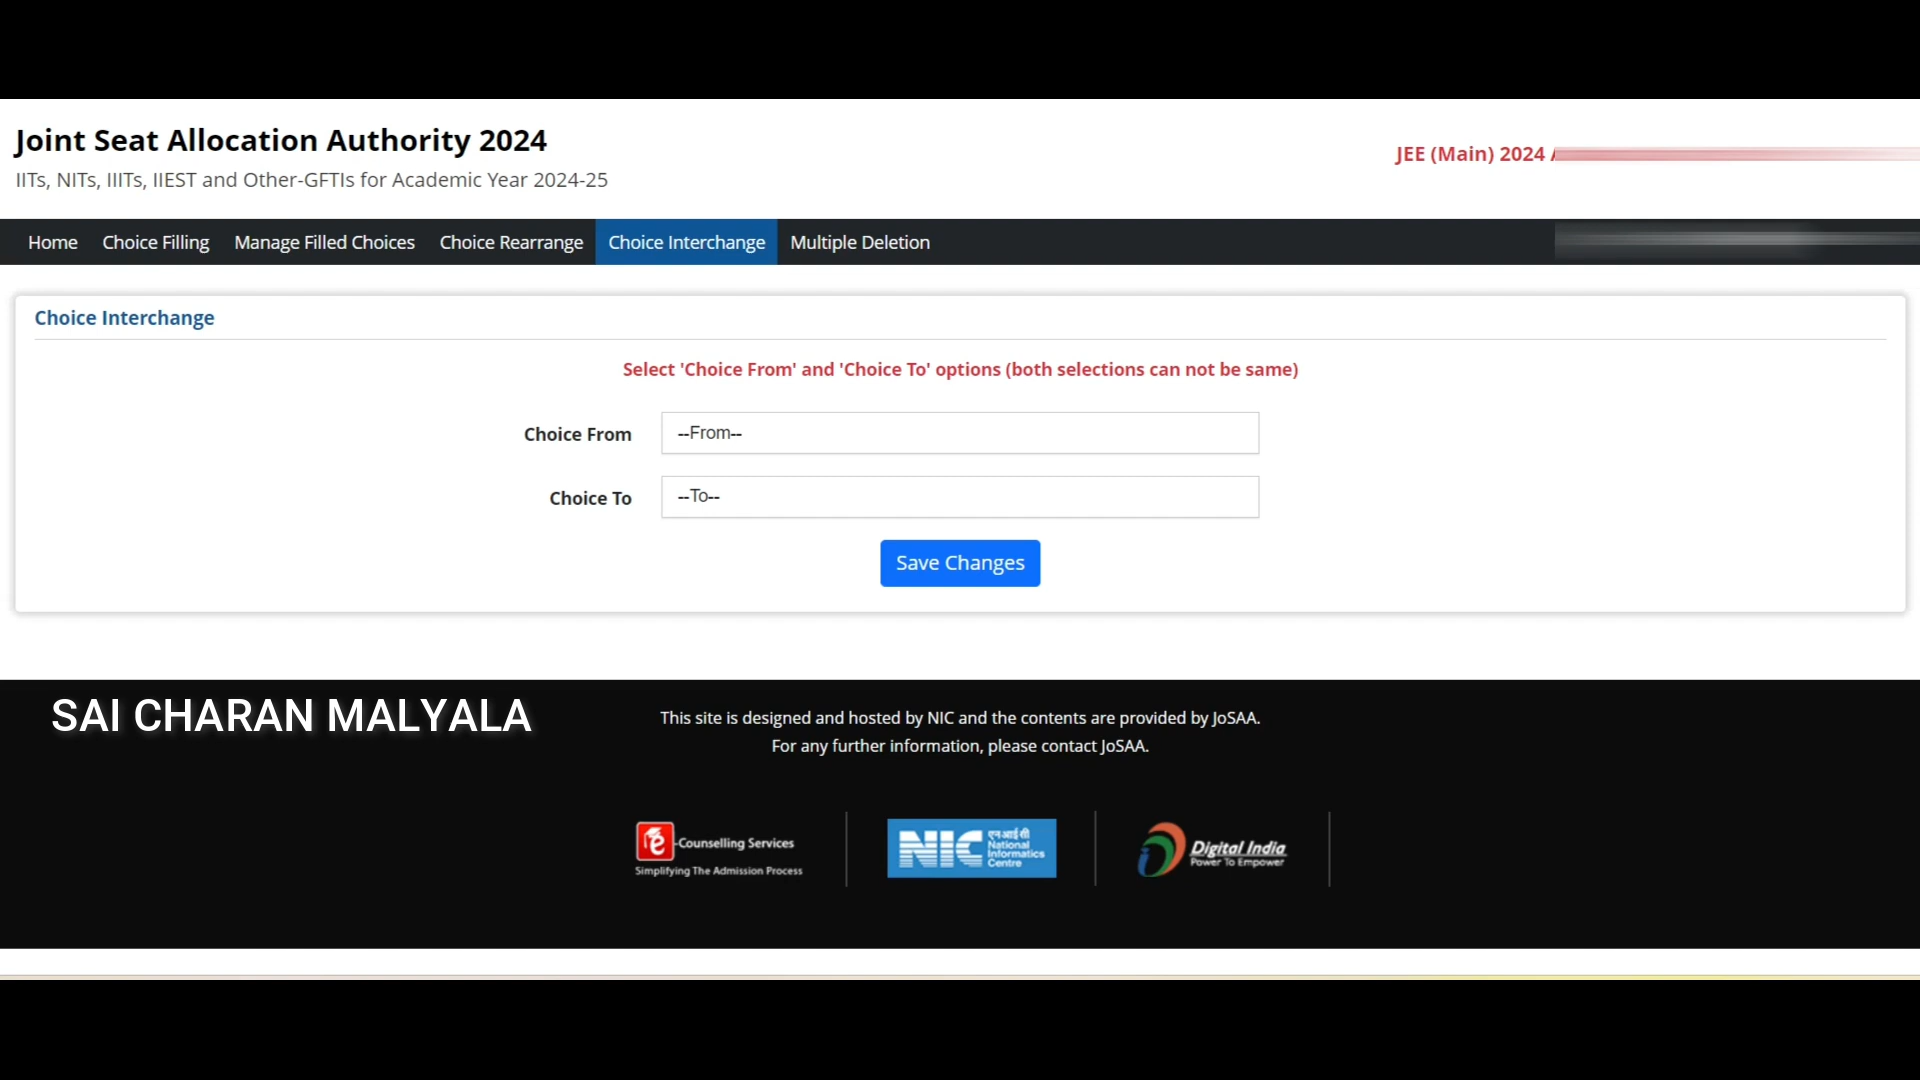 Joint Seat Allocation Authority 2024
IITs, NITs, IIITs, IIEST and Other-GFTIs for Academic Year 2024-25
JEE (Main) 2024
Home Choice Filling Manage Filled Choices Choice Rearrange Choice Interchange Multiple Deletion
Choice Interchange
Select 'Choice From' and 'Choice To' options (both selections can not be same)
Choice From --From--
Choice To --To--
Save Changes
SAI CHARAN MALYALA
This site is designed and hosted by NIC and the contents are provided by JoSAA.
For any further information, please contact JoSAA.
e-Counselling Services
Simplifying The Admission Process
NIC एनआईसी
National
Informatics
Centre
Digital India
Power To Empower